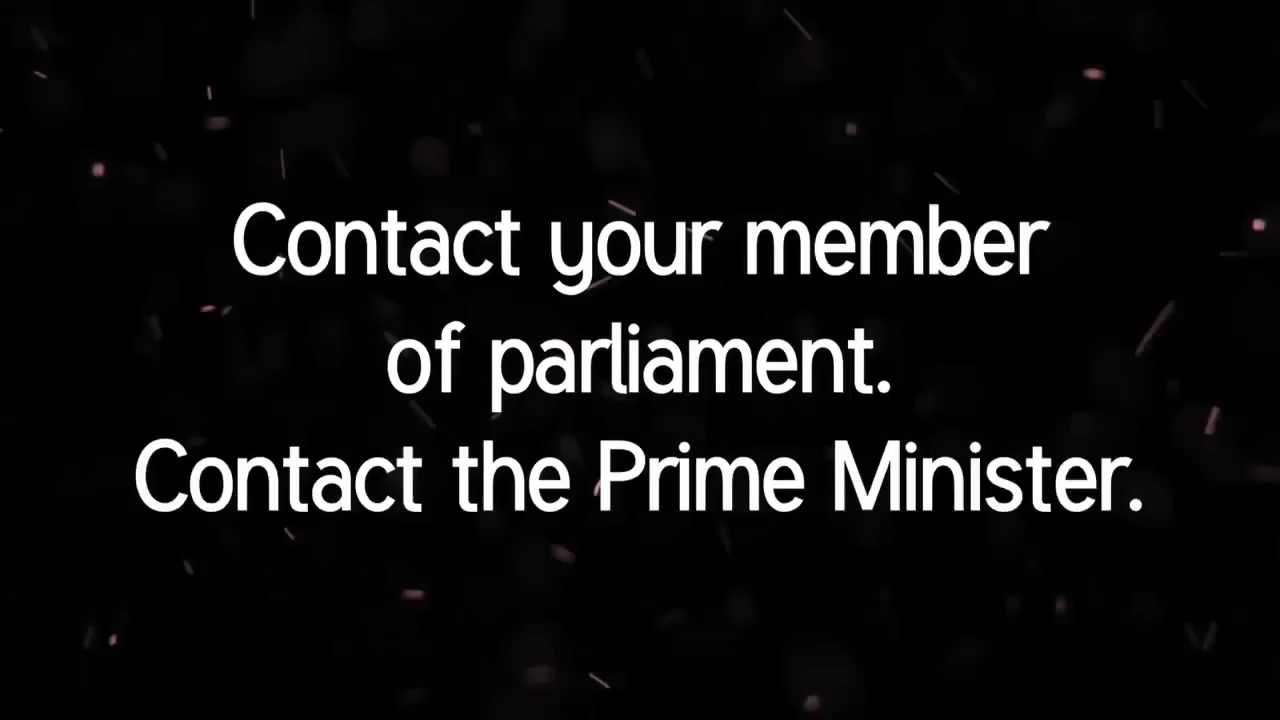 Contact your member
of parliament.
Contact the Prime Minister.